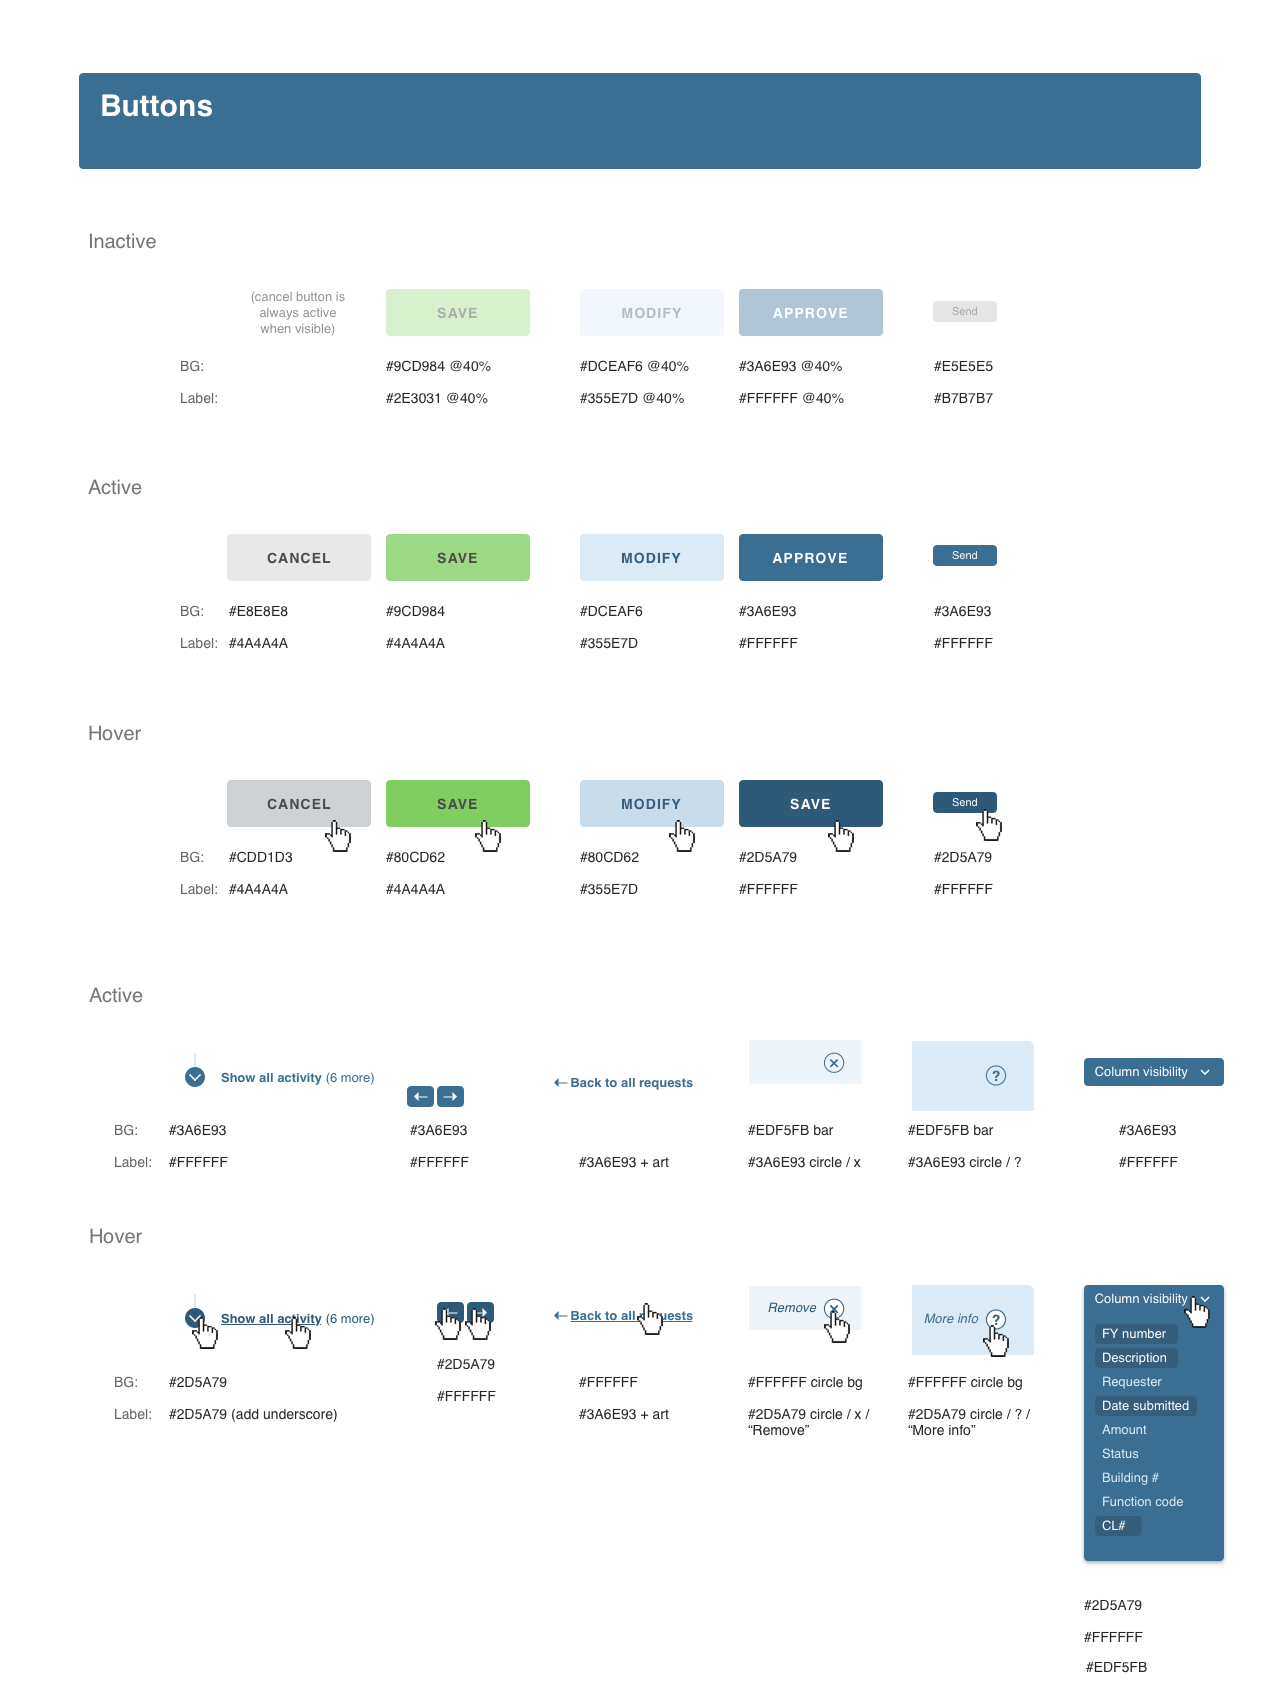 Buttons
Inactive
(cancel button is
always active
when visible)
SAVE
MODIFY
APPROVE
Send
BG:
#9CD984 @40%
#DCEAF6 @40%
#3A6E93 @40%
#E5E5E5
Label:
#2E3031 @40%
#355E7D @40%
#FFFFFF @40%
#B7B7B7
Active
CANCEL
SAVE
MODIFY
APPROVE
Send
BG:
#E8E8E8
#9CD984
#DCEAF6
#3A6E93
#3A6E93
Label:
#4A4A4A
#4A4A4A
#355E7D
#FFFFFF
#FFFFFF
Hover
CANCEL
SAVE
MODIFY
SAVE
Send
BG:
#CDD1D3
#80CD62
#80CD62
#2D5A79
#2D5A79
Label:
#4A4A4A
#4A4A4A
#355E7D
#FFFFFF
#FFFFFF
Active
Show all activity (6 more)
Back to all requests
?
Column visibility
BG:
#3A6E93
#3A6E93
#EDF5FB bar
#EDF5FB bar
#3A6E93
Label:
#FFFFFF
#FFFFFF
#3A6E93 + art
#3A6E93 circle / x
#3A6E93 circle / ?
#FFFFFF
Hover
Show all activity (6 more)
Back to all requests
Remove
More info ?
Column visibility
FY number
Description
Requester
Date submitted
Amount
Status
Building #
Function code
CL#
BG:
#2D5A79
#2D5A79
#FFFFFF
#FFFFFF circle bg
#FFFFFF circle bg
Label:
#2D5A79 (add underscore)
#FFFFFF
#3A6E93 + art
#2D5A79 circle / x /
“Remove”
#2D5A79 circle / ? /
“More info”
#2D5A79
#FFFFFF
#EDF5FB